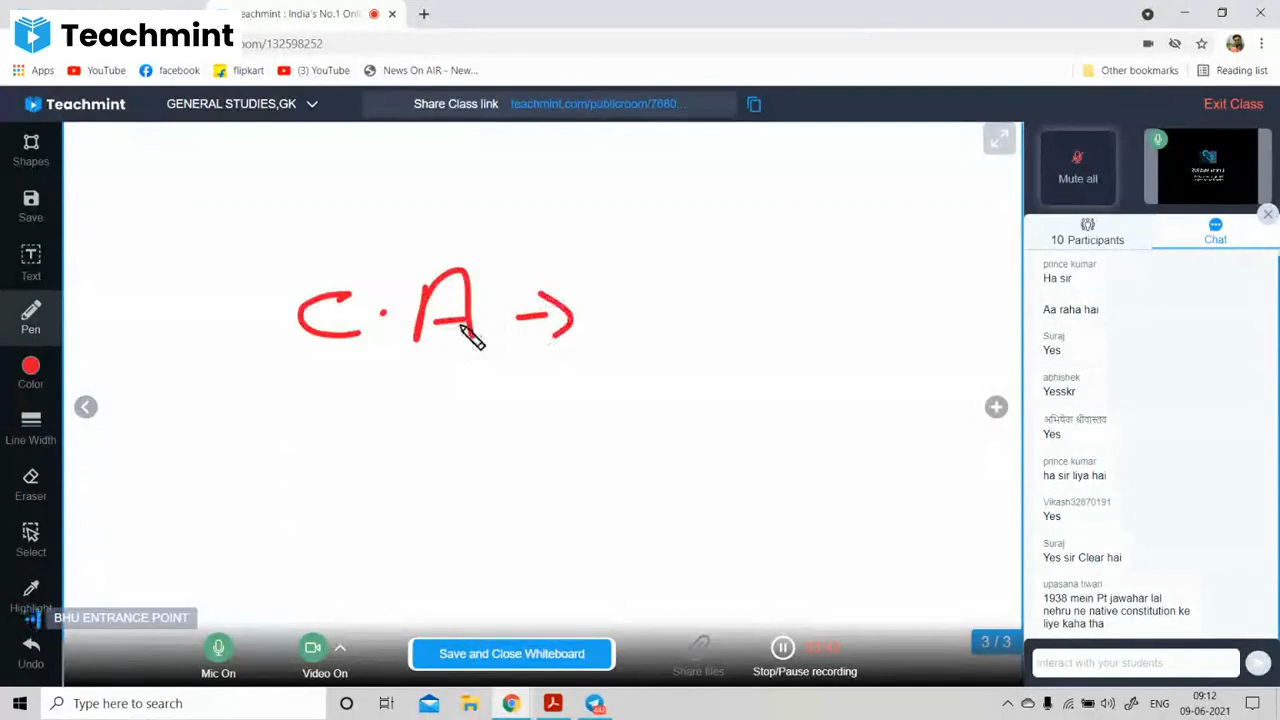 eachmint : India's No.1 Onl
Teachmint
oom/132598252
Apps
YouTube
facebook
flipkart
(3) YouTube
News On AIR - New...
Other bookmarks
Reading list
Teachmint
GENERAL STUDIES,GK
Share Class link
teachmint.com/publicroom/7680...
Exit Class
Shapes
Save
Text
Pen
Color
Line Width
Eraser
Select
Highlight
Undo
C. A →
Mute all
10 Participants
Chat
prince kumar
Ha sir
Aa raha hai
Suraj
Yes
abhishek
Yesskr
अभिषेक श्रीवास्तव
Yes
prince kumar
ha sir liya hai
Vikash32870191
Yes
Suraj
Yes sir Clear hai
upasana tiwari
1938 mein Pt jawahar lal
nehru ne native constitution ke
liye kaha tha
Interact with your students
BHU ENTRANCE POINT
Mic On
Video On
Save and Close Whiteboard
Share files
Stop/Pause recording
3 / 3
Type here to search
442
ENG
09:12
09-06-2021